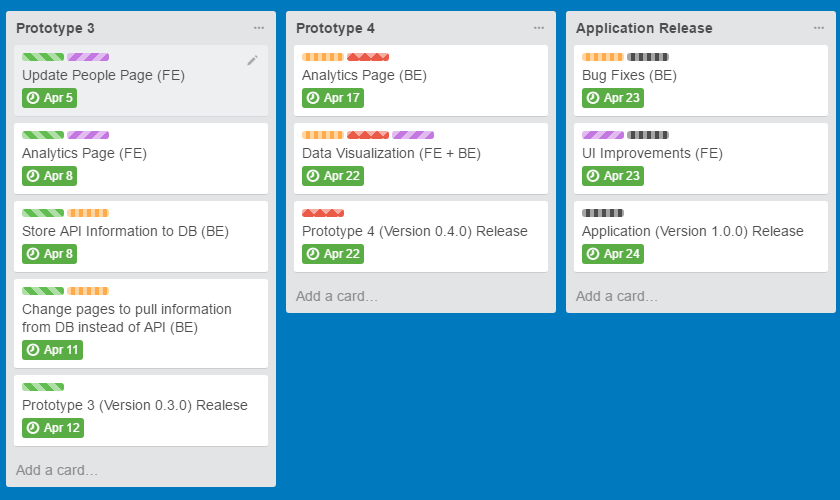 Prototype 3
Update People Page (FE)
Apr 5
Analytics Page (FE)
Apr 8
Store API Information to DB (BE)
Apr 8
Change pages to pull information
from DB instead of API (BE)
Apr 11
Prototype 3 (Version 0.3.0) Realese
Apr 12
Add a card…
Prototype 4
Analytics Page (BE)
Apr 17
Data Visualization (FE + BE)
Apr 22
Prototype 4 (Version 0.4.0) Release
Apr 22
Add a card…
Application Release
Bug Fixes (BE)
Apr 23
UI Improvements (FE)
Apr 23
Application (Version 1.0.0) Release
Apr 24
Add a card…